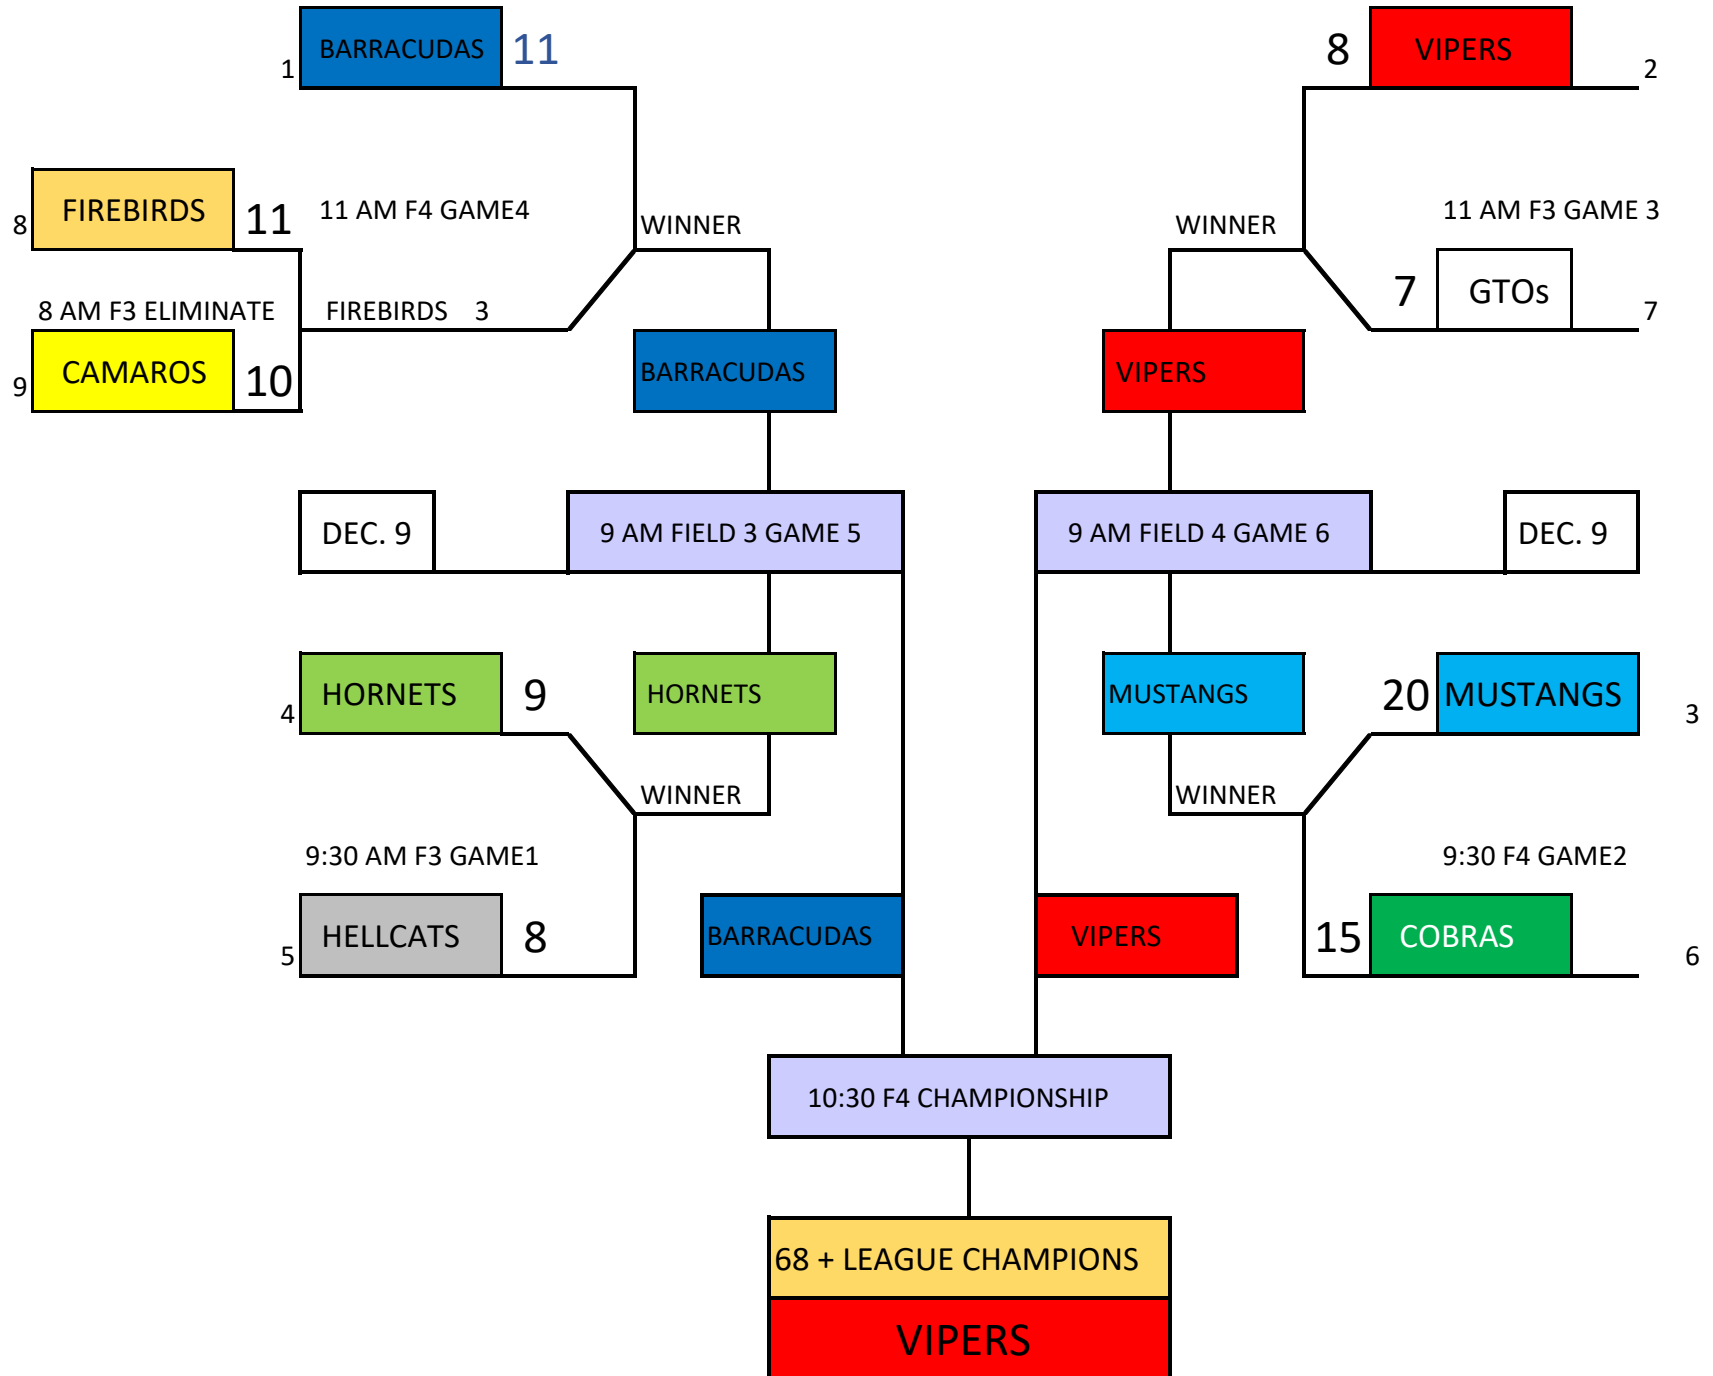 BARRACUDAS 11
1
8 VIPERS
2
FIREBIRDS 11
8
11 AM F4 GAME4
WINNER
WINNER
11 AM F3 GAME 3
8 AM F3 ELIMINATE
FIREBIRDS 3
7 GTOs
7
CAMAROS 10
9
BARRACUDAS
VIPERS
DEC. 9
9 AM FIELD 3 GAME 5
9 AM FIELD 4 GAME 6
DEC. 9
HORNETS 9
4
HORNETS
MUSTANGS
20 MUSTANGS
3
WINNER
WINNER
9:30 AM F3 GAME1
9:30 F4 GAME2
HELLCATS 8
5
BARRACUDAS
VIPERS
15 COBRAS
6
10:30 F4 CHAMPIONSHIP
68 + LEAGUE CHAMPIONS
VIPERS